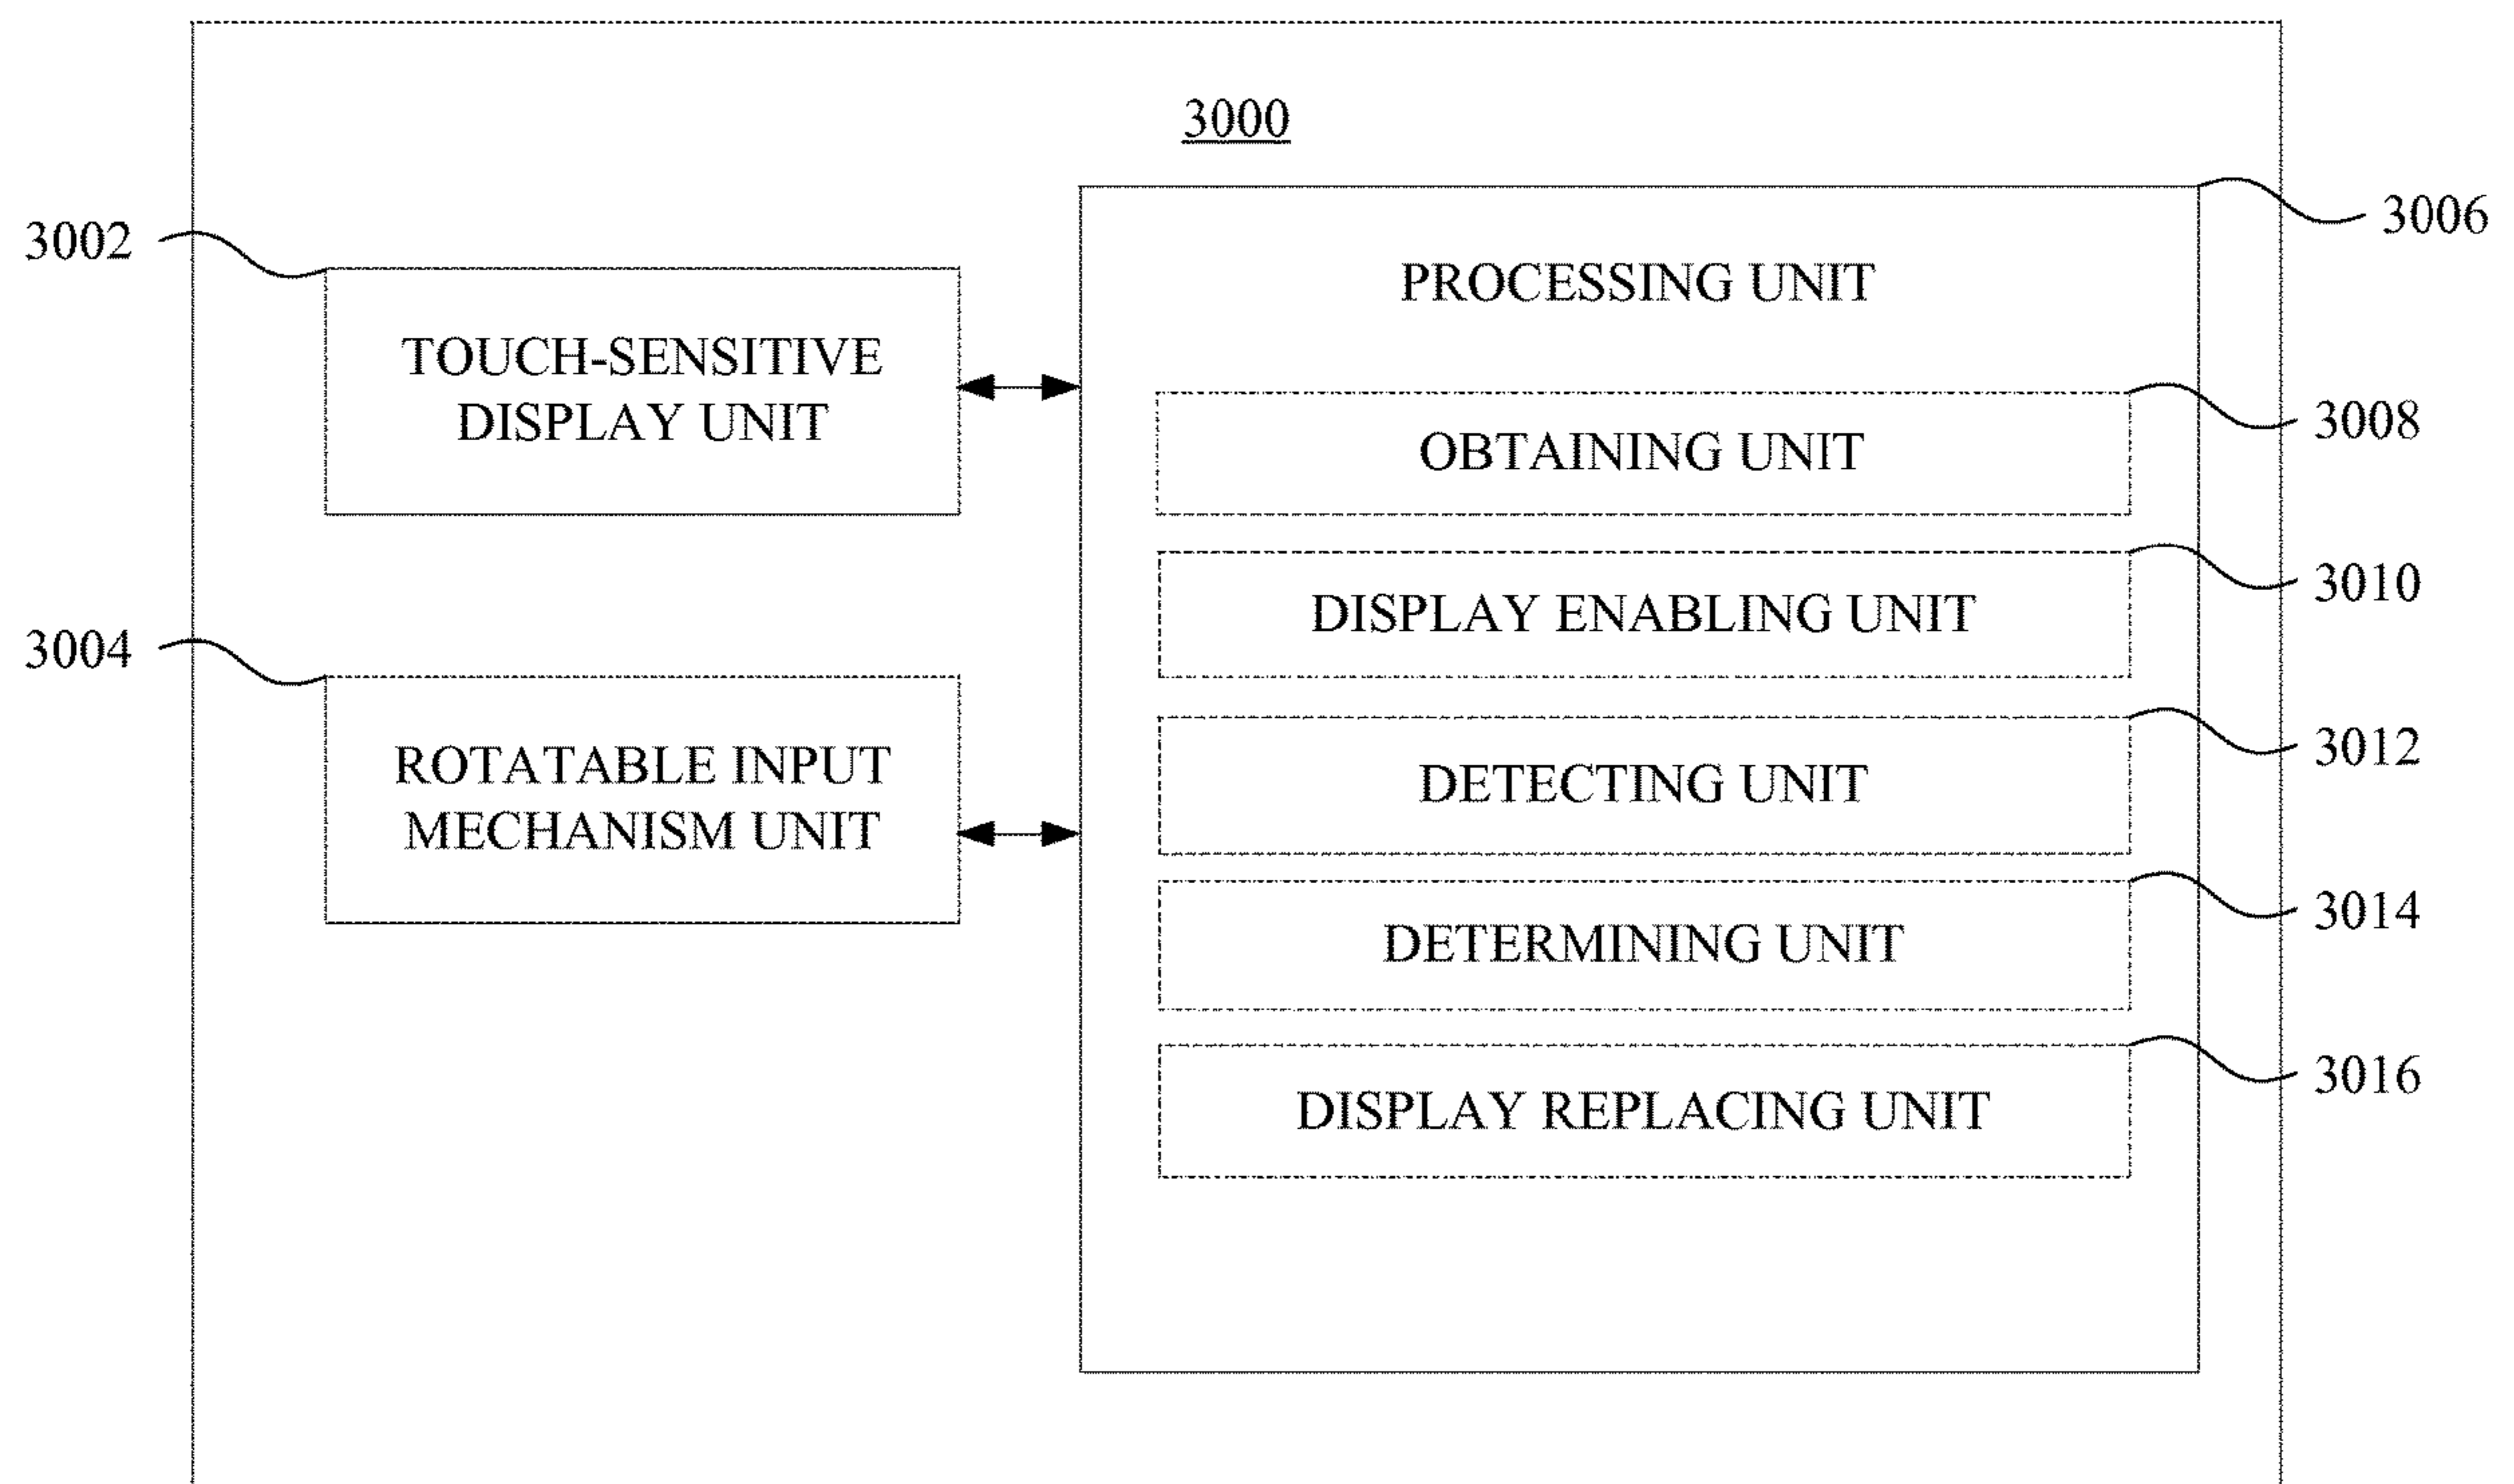 3000
3002
3006
PROCESSING UNIT
TOUCH-SENSITIVE
DISPLAY UNIT
3008
OBTAINING UNIT
3010
DISPLAY ENABLING UNIT
3004
ROTATABLE INPUT
MECHANISM UNIT
3012
DETECTING UNIT
3014
DETERMINING UNIT
3016
DISPLAY REPLACING UNIT